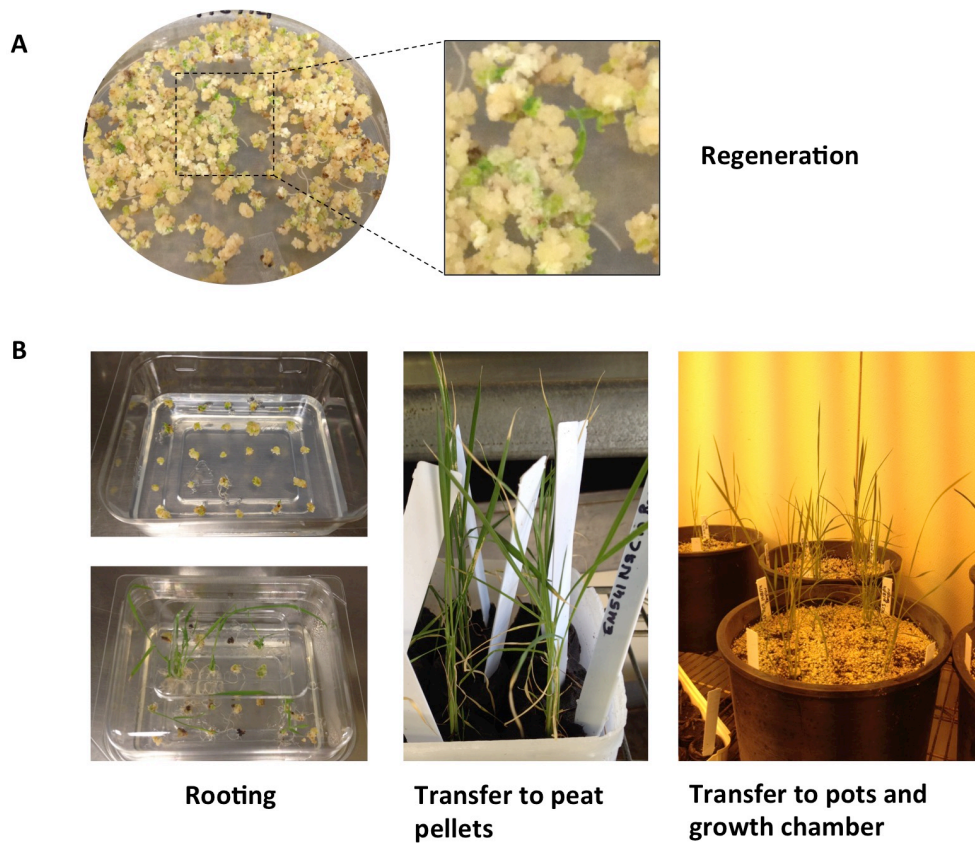 A
Regeneration
B
Rooting
Transfer to peat
pellets
Transfer to pots and
growth chamber